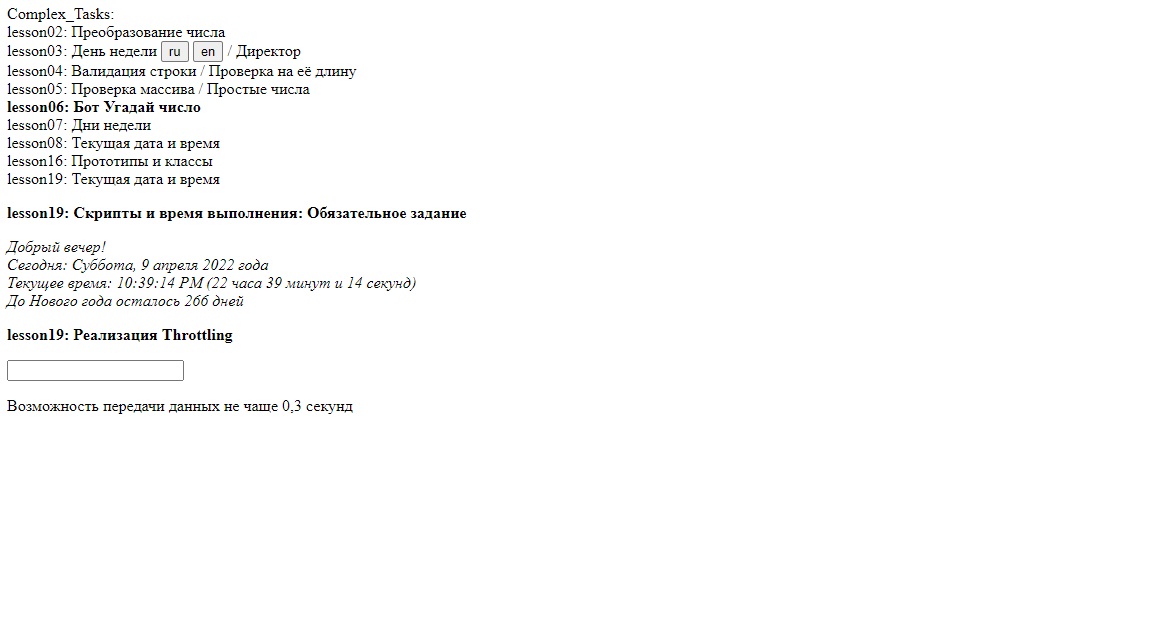 Complex_Tasks:
lesson02: Преобразование числа
lesson03: День недели ru en / Директор
lesson04: Валидация строки / Проверка на её длину
lesson05: Проверка массива / Простые числа
lesson06: Бот Угадай число
lesson07: Дни недели
lesson08: Текущая дата и время
lesson16: Прототипы и классы
lesson19: Текущая дата и время
lesson19: Скрипты и время выполнения: Обязательное задание
Добрый вечер!
Сегодня: Суббота, 9 апреля 2022 года
Текущее время: 10:39:14 PM (22 часа 39 минут и 14 секунд)
До Нового года осталось 266 дней
lesson19: Реализация Throttling
Возможность передачи данных не чаще 0,3 секунд